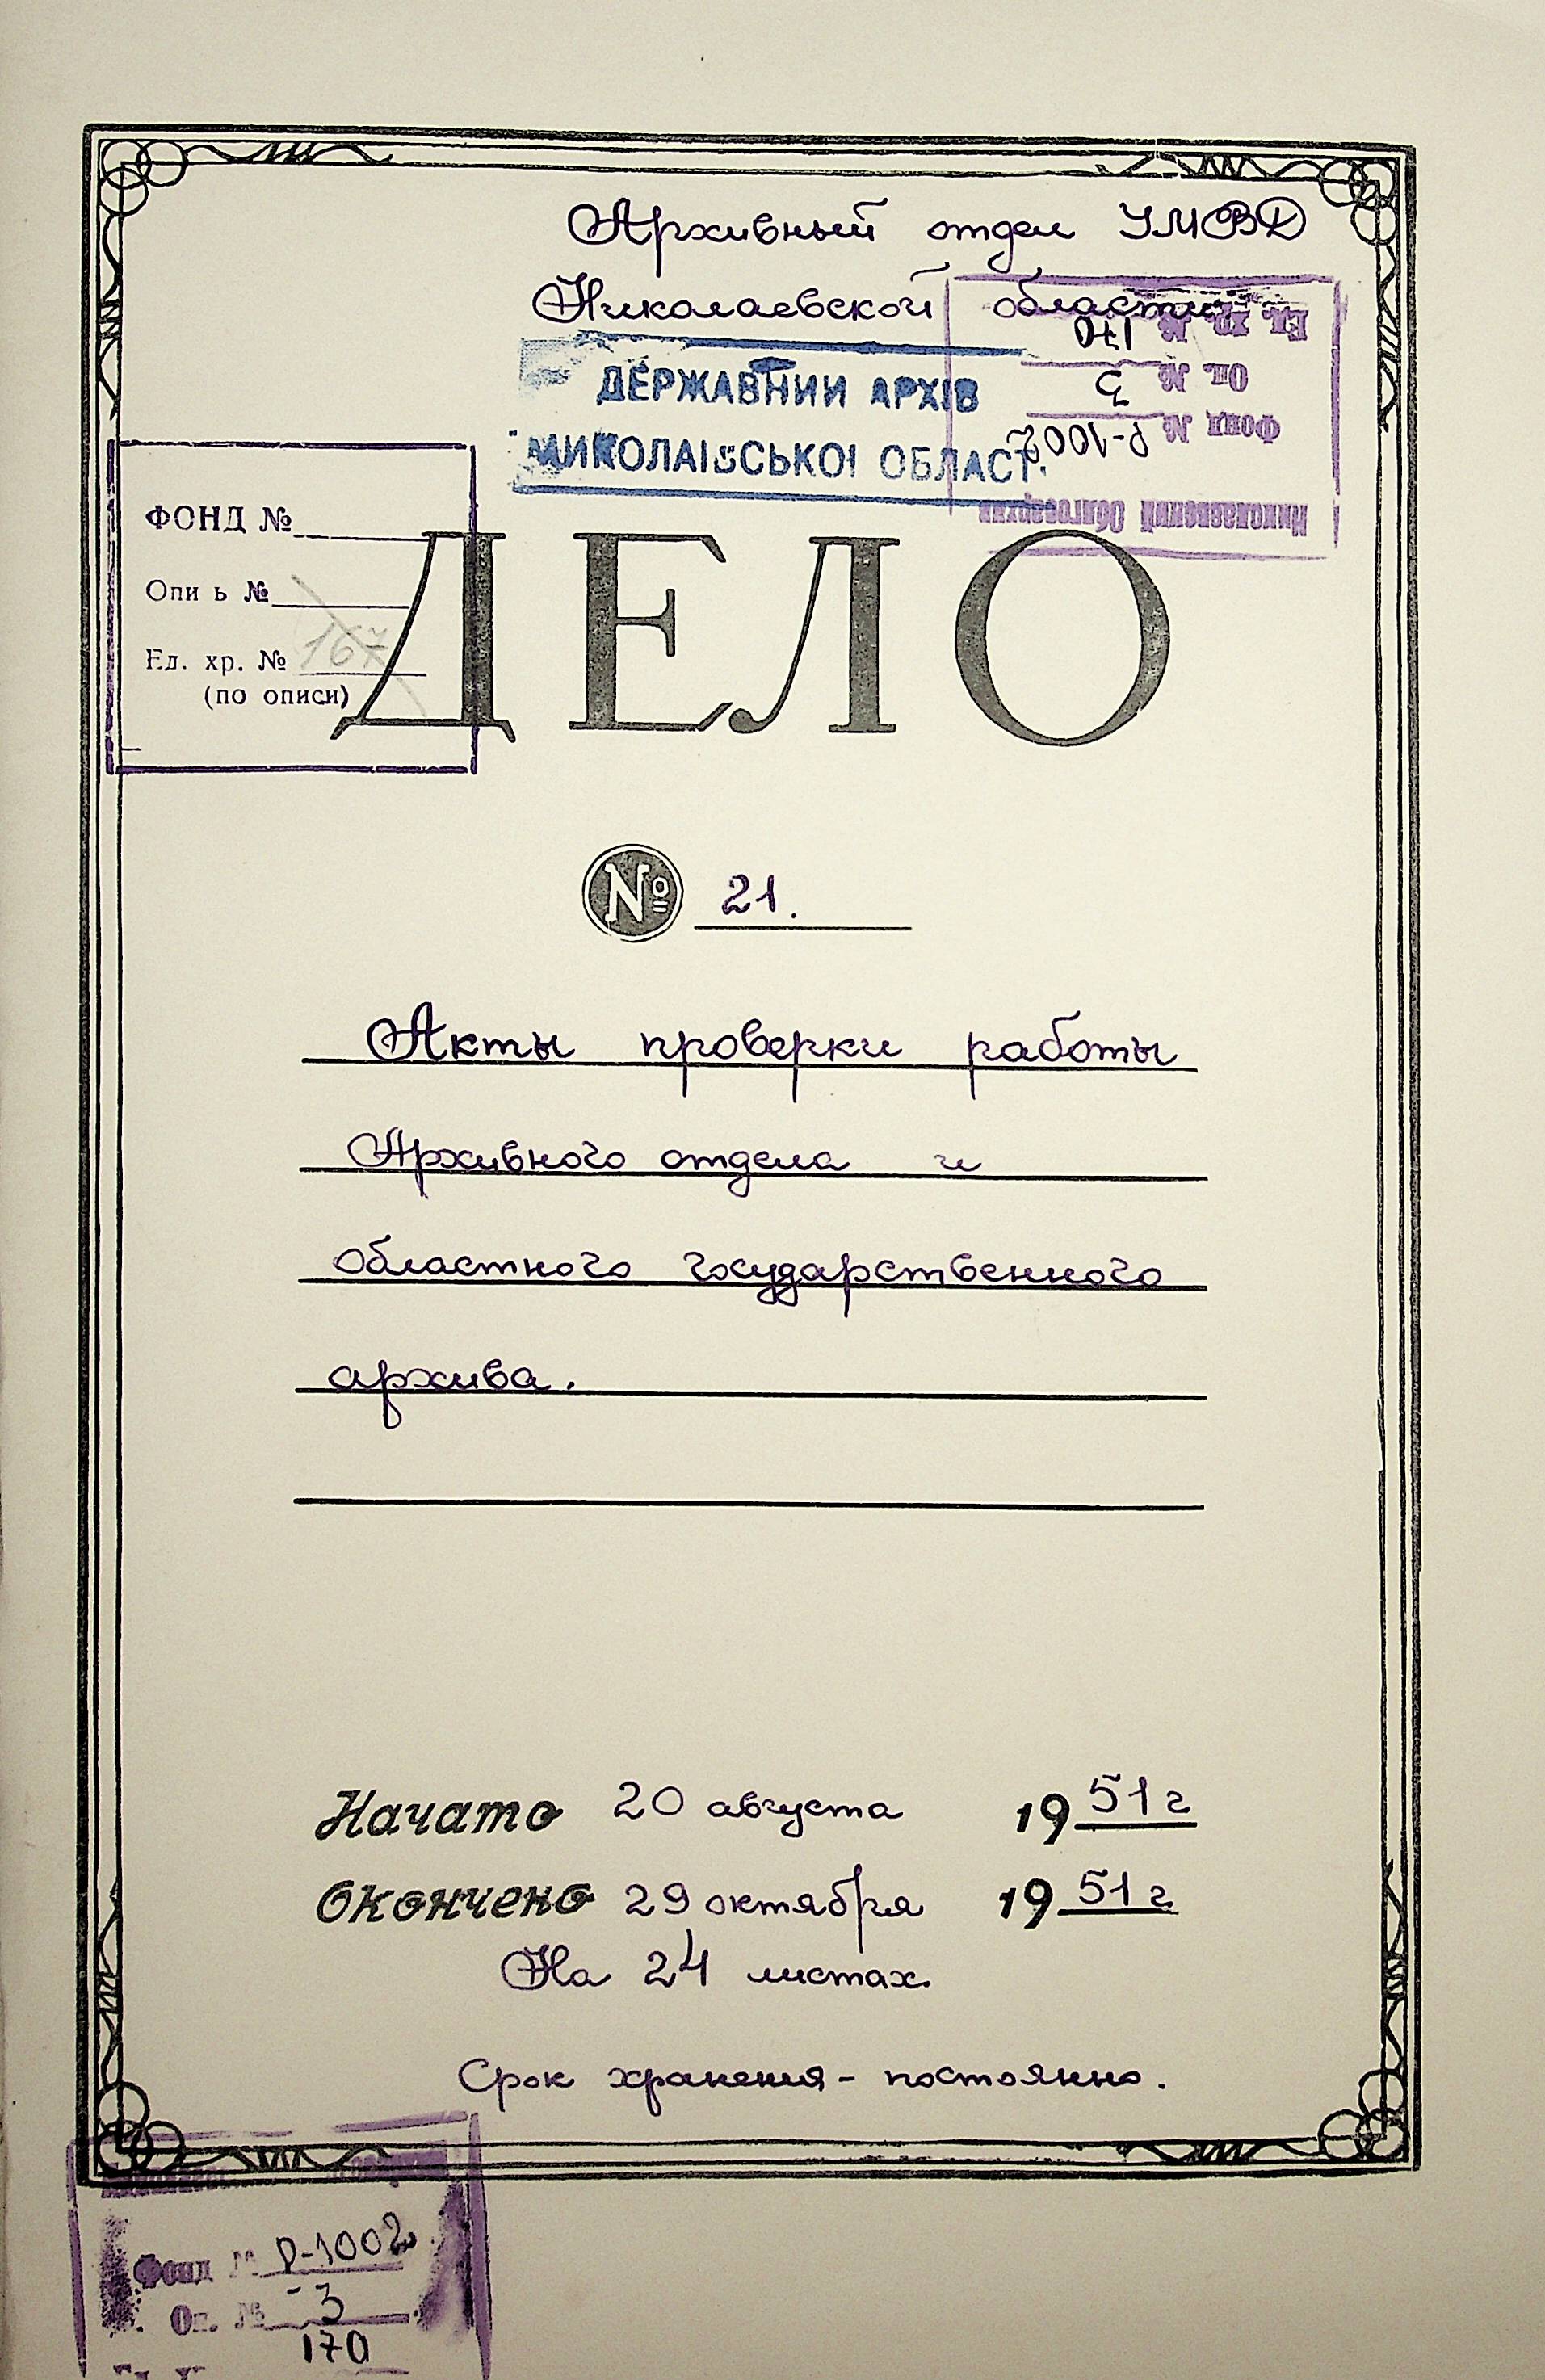 Архивный отдел УМВД
Николаевской области
Ед. хр. № 170
Оп. № 3
Фонд № Р-1002
Николаевский Облгосархив
ДЕРЖАВНИЙ АРХІВ
МИКОЛАЇВСЬКОЇ ОБЛАСТ
ФОНД №
Опи ь №
Ед. хр. № 167
(по описи)
ДЕЛО
№ 21.
Акты проверки работы
Архивного отдела и
областного государственного
архива.
Начато 20 августа 1951 г
Окончено 29 октября 1951 г
На 24 листах
Срок хранения - постоянно.
Фонд № Р-1002
Оп. № 3
170